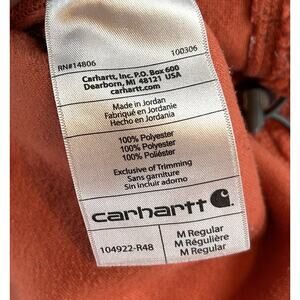 RN#14806 100306
Carhartt, Inc. P.O. Box 600
Dearborn, MI 48121 USA
carhartt.com
Made in Jordan
Fabriqué en Jordanie
Hecho en Jordania
100% Polyester
100% Polyester
100% Poliéster
Exclusive of Trimming
Sans garniture
Sin incluir adorno
carhartt
104922-R48
M Regular
M Régulière
M Regular